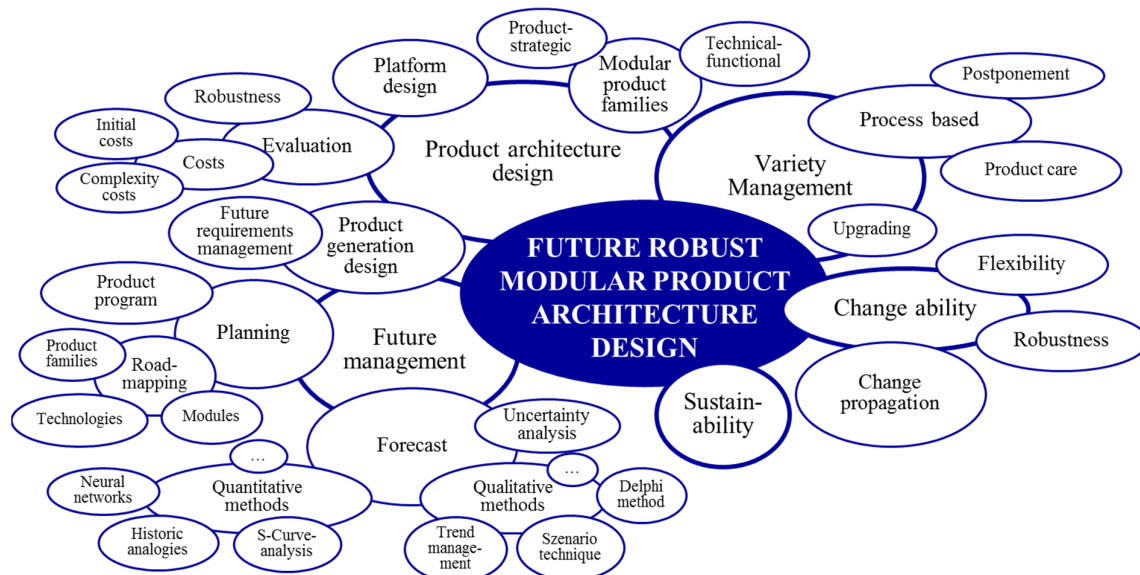 Product-
strategic
Technical-
functional
Platform
design
Modular
product
families
Postponement
Robustness
Process based
Initial
costs
Evaluation
Product architecture
design
Costs
Variety
Management
Product care
Complexity
costs
Future
requirements
management
Product
generation
design
Upgrading
FUTURE ROBUST
MODULAR PRODUCT
ARCHITECTURE
DESIGN
Flexibility
Product
program
Change ability
Planning
Future
management
Robustness
Product
families
Road-
mapping
Change
propagation
Technologies
Modules
Sustain-
ability
Uncertainty
analysis
Forecast
...
...
Neural
networks
Quantitative
methods
Qualitative
methods
Delphi
method
Historic
analogies
S-Curve-
analysis
Trend
manage-
ment
Szenario
technique